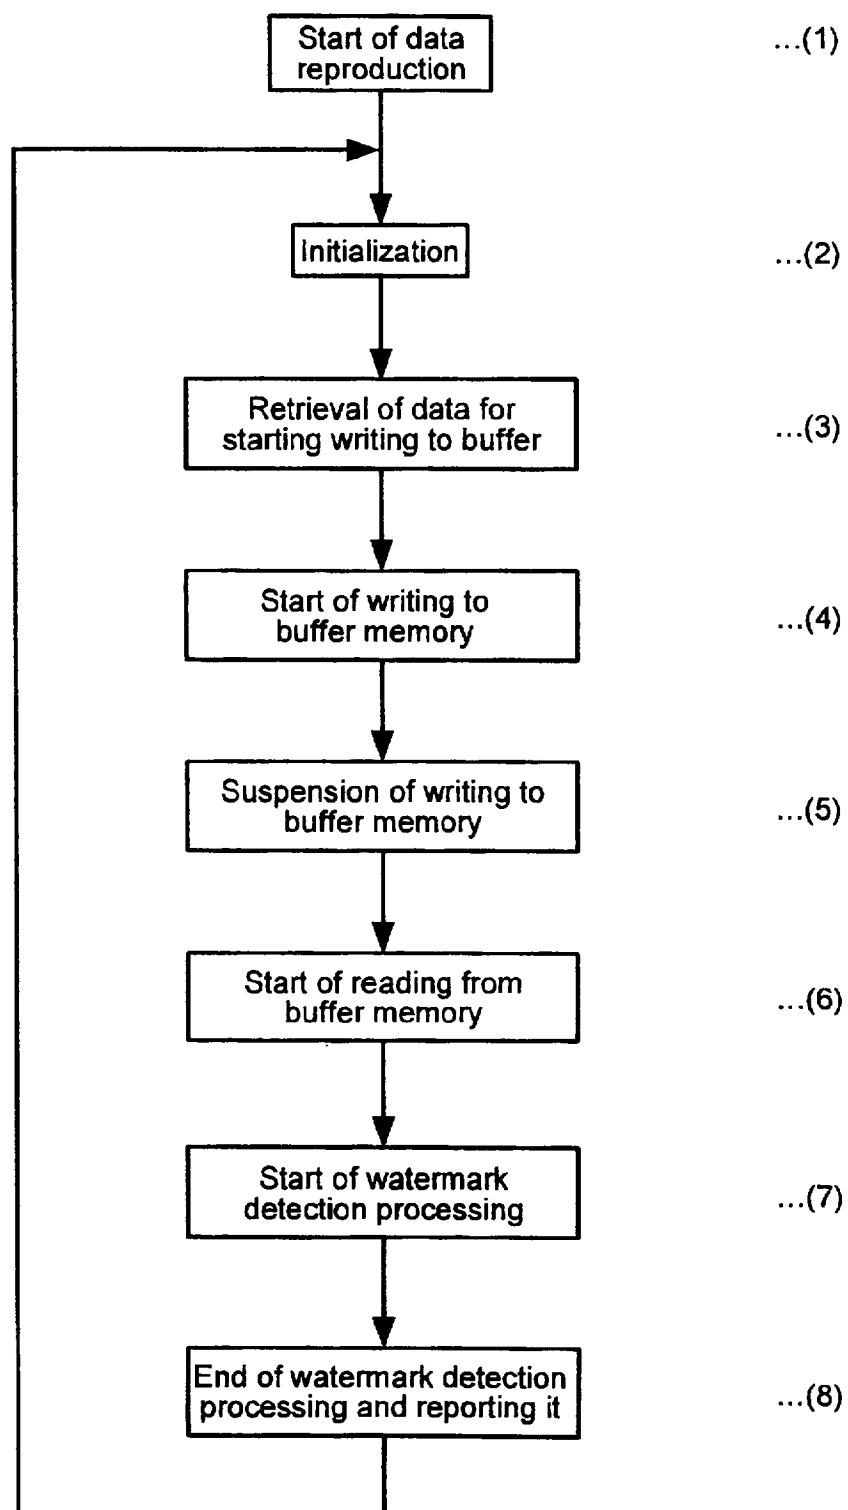 Start of data
reproduction
…(1)
Initialization
…(2)
Retrieval of data for
starting writing to buffer
…(3)
Start of writing to
buffer memory
…(4)
Suspension of writing to
buffer memory
…(5)
Start of reading from
buffer memory
…(6)
Start of watermark
detection processing
…(7)
End of watermark detection
processing and reporting it
…(8)